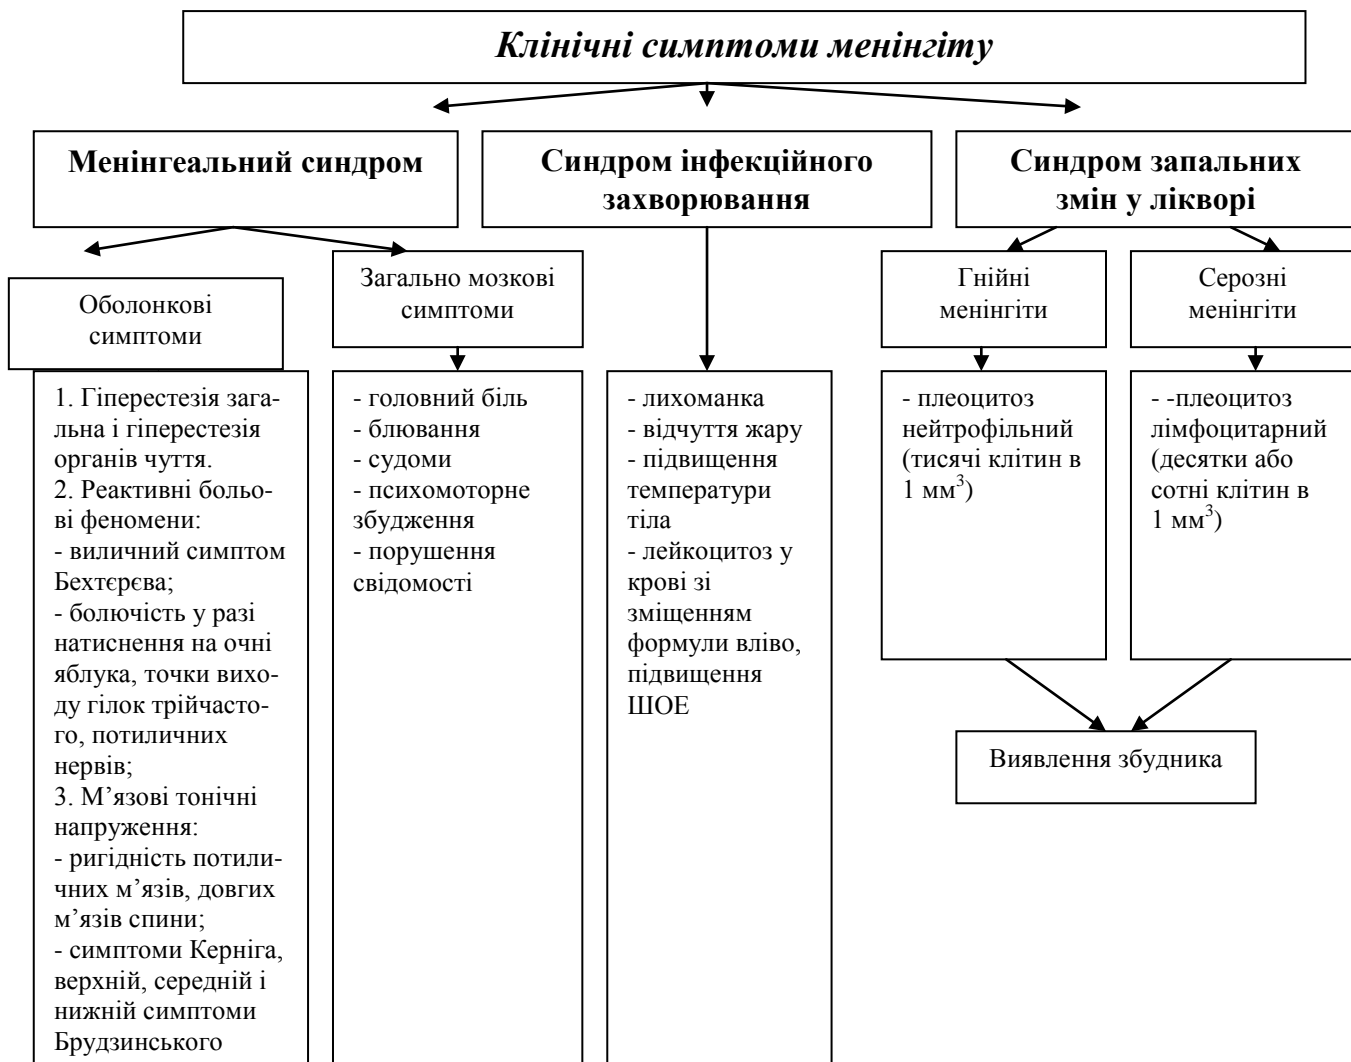 Клінічні симптоми менінгіту
Менінгеальний синдром
Синдром інфекційного
захворювання
Синдром запальних
змін у лікворі
Оболонкові
симптоми
Загально мозкові
симптоми
Гнійні
менінгіти
Серозні
менінгіти
1. Гіперестезія зага-
льна і гіперестезія
органів чуття.
2. Реактивні больо-
ві феномени:
- виличний симптом
Бехтєрєва;
- болючість у разі
натиснення на очні
яблука, точки вихо-
ду гілок трійчасто-
го, потиличних
нервів;
3. М’язові тонічні
напруження:
- ригідність потили-
чних м’язів, довгих
м’язів спини;
- симптоми Керніга,
верхній, середній і
нижній симптоми
Брудзинського
- головний біль
- блювання
- судоми
- психомоторне
збудження
- порушення
свідомості
- лихоманка
- відчуття жару
- підвищення
температури
тіла
- лейкоцитоз у
крові зі
зміщенням
формули вліво,
підвищення
ШОЕ
- плеоцитоз
нейтрофільний
(тисячі клітин в
1 мм³)
- -плеоцитоз
лімфоцитарний
(десятки або
сотні клітин в
1 мм³)
Виявлення збудника